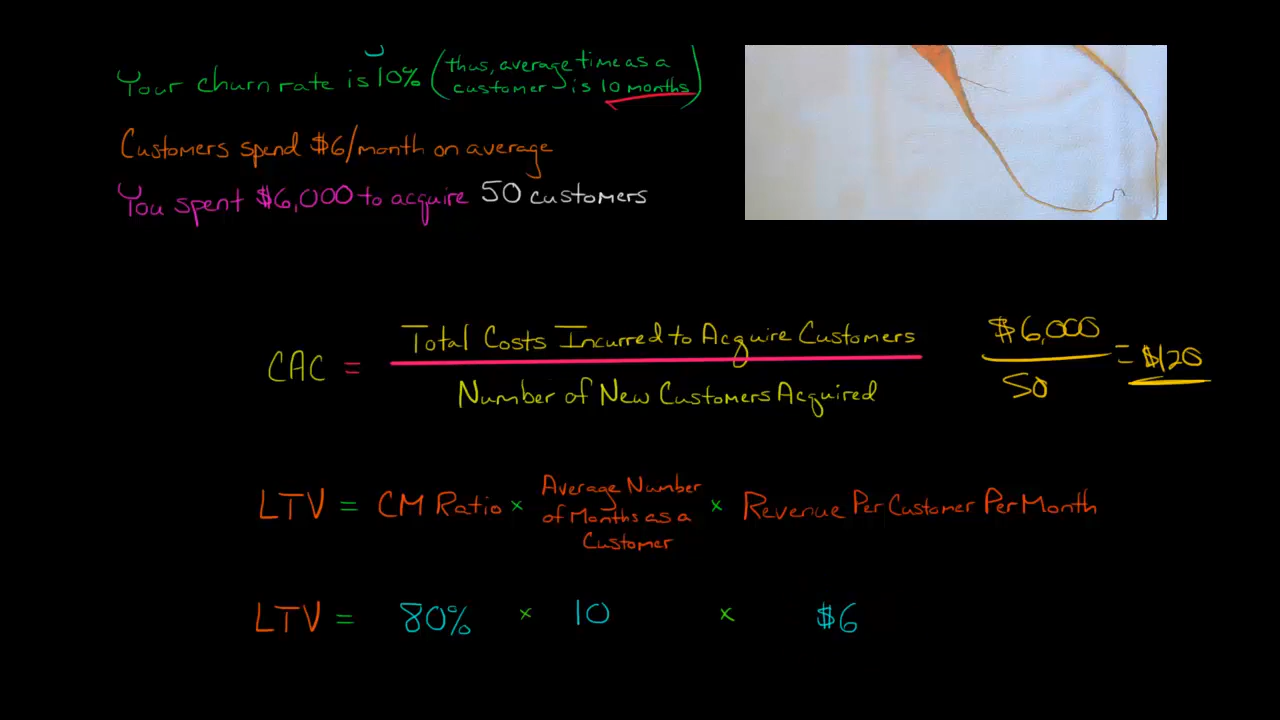 Your churn rate is 10% (thus, average time as a
customer is 10 months)
Customers spend $6/month on average
You spent $6,000 to acquire 50 customers
CAC = Total Costs Incurred to Acquire Customers
Number of New Customers Acquired
$6,000
50
= $120
LTV = CM Ratio × Average Number
of Months as a
Customer
× Revenue Per Customer Per Month
LTV = 80% × 10 × $6